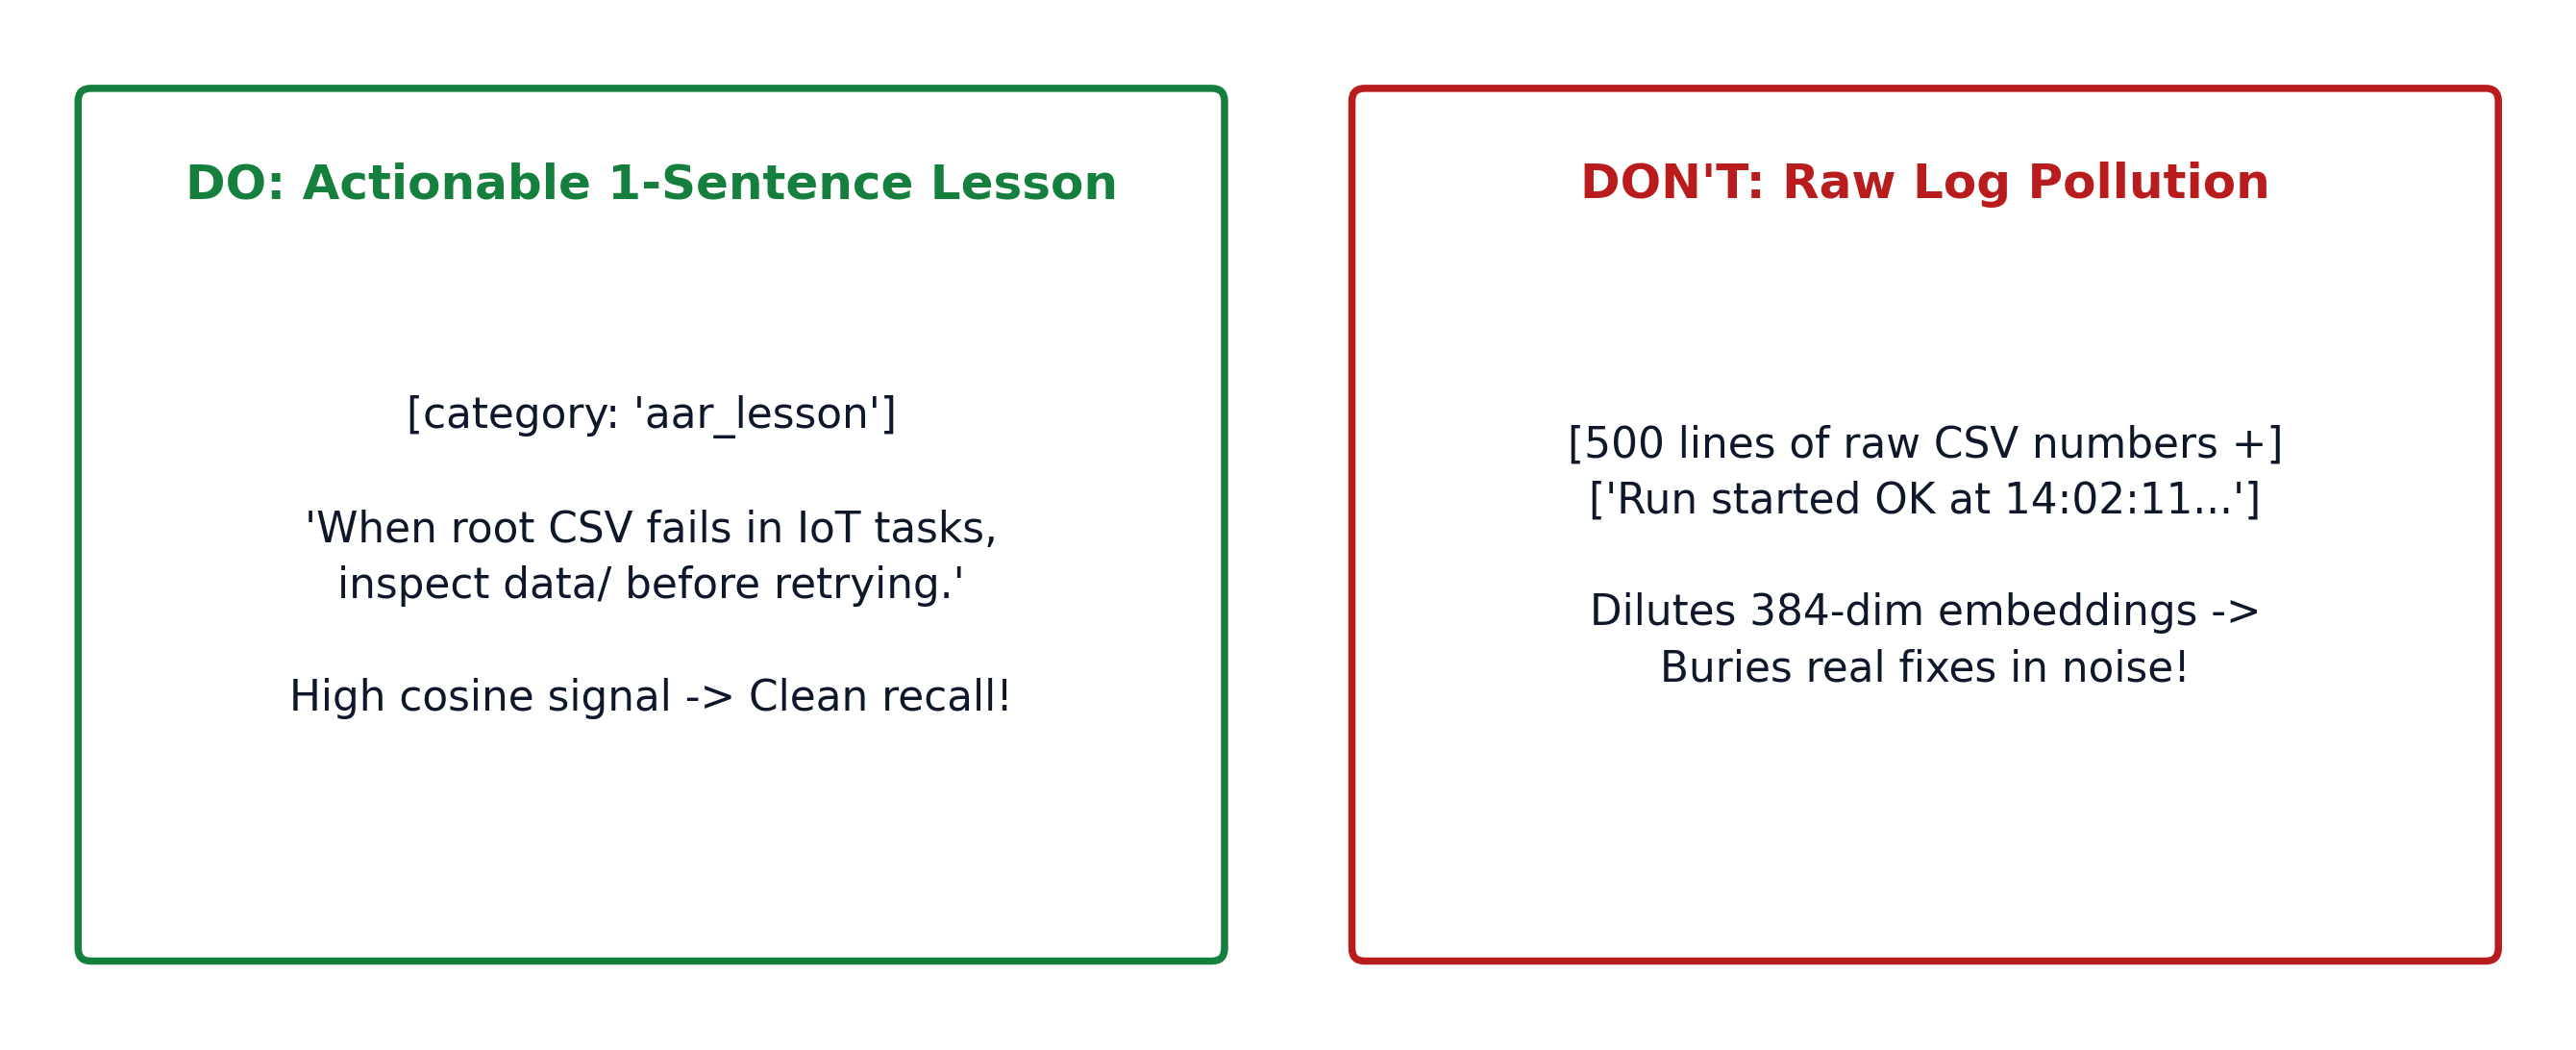 DO: Actionable 1-Sentence Lesson
[category: 'aar_lesson']
'When root CSV fails in IoT tasks,
inspect data/ before retrying.'
High cosine signal -> Clean recall!
DON'T: Raw Log Pollution
[500 lines of raw CSV numbers +]
['Run started OK at 14:02:11...']
Dilutes 384-dim embeddings ->
Buries real fixes in noise!